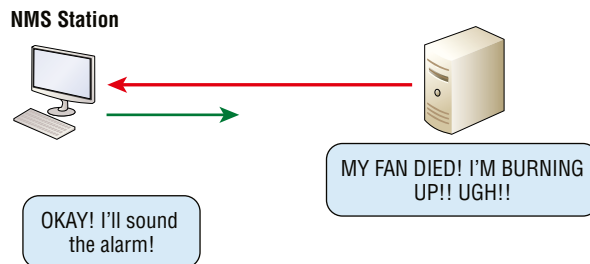 NMS Station
MY FAN DIED! I'M BURNING
UP!! UGH!!
OKAY! I'll sound
the alarm!